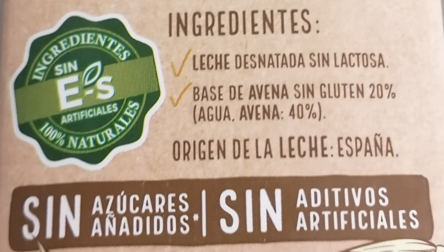 INGREDIENTES
SIN
E-s
ARTIFICIALES
100% NATURALES
INGREDIENTES:
LECHE DESNATADA SIN LACTOSA.
BASE DE AVENA SIN GLUTEN 20%
(AGUA, AVENA: 40%).
ORIGEN DE LA LECHE: ESPAÑA.
SIN AZÚCARES AÑADIDOS* | SIN ADITIVOS ARTIFICIALES